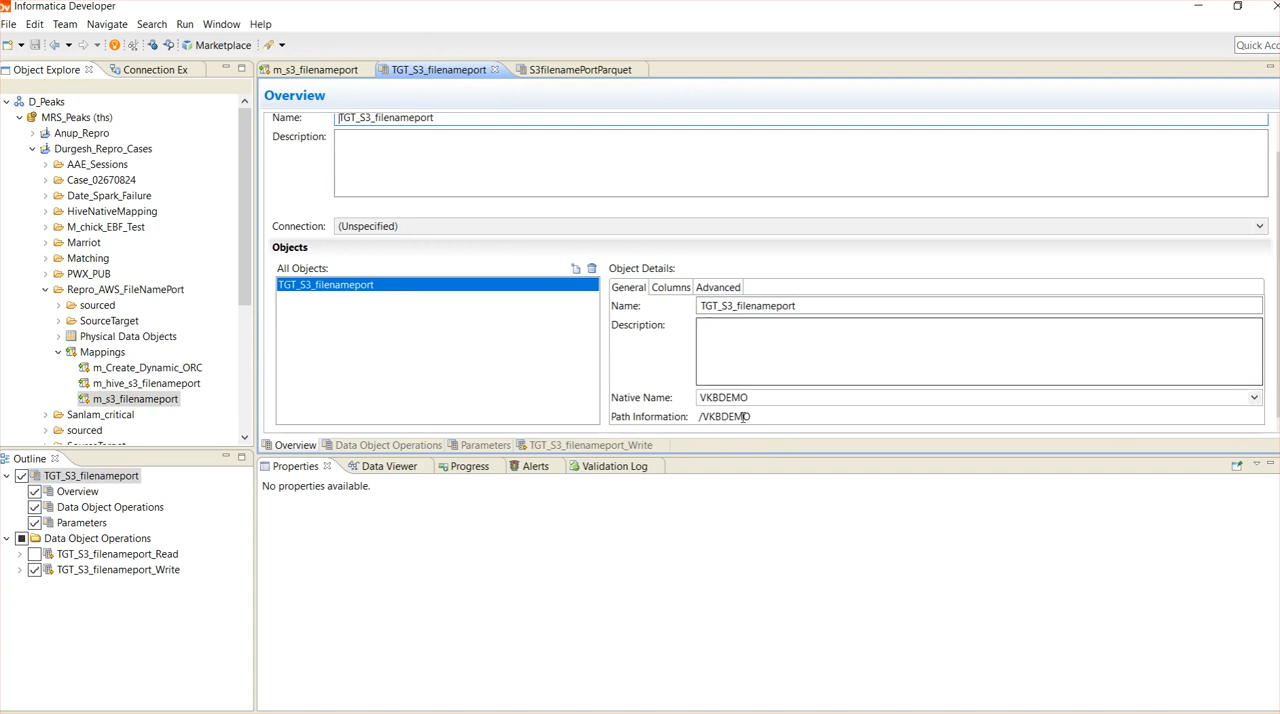 Informatica Developer
File Edit Team Navigate Search Run Window Help
Marketplace
Quick Acc
Object Explore
Connection Ex
D_Peaks
MRS_Peaks (ths)
Anup_Repro
Durgesh_Repro_Cases
AAE_Sessions
Case_02670824
Date_Spark_Failure
HiveNativeMapping
M_chick_EBF_Test
Marriot
Matching
PWX_PUB
Repro_AWS_FileNamePort
sourced
SourceTarget
Physical Data Objects
Mappings
m_Create_Dynamic_ORC
m_hive_s3_filenameport
m_s3_filenameport
Sanlam_critical
sourced
SourceTarget
Outline
TGT_S3_filenameport
Overview
Data Object Operations
Parameters
Data Object Operations
TGT_S3_filenameport_Read
TGT_S3_filenameport_Write
m_s3_filenameport TGT_S3_filenameport S3filenamePortParquet
Overview
Name: TGT_S3_filenameport
Description:
Connection: (Unspecified)
Objects
All Objects:
TGT_S3_filenameport
Object Details:
General Columns Advanced
Name: TGT_S3_filenameport
Description:
Native Name: VKBDEMO
Path Information: /VKBDEMO
Overview Data Object Operations Parameters TGT_S3_filenameport_Write
Properties Data Viewer Progress Alerts Validation Log
No properties available.